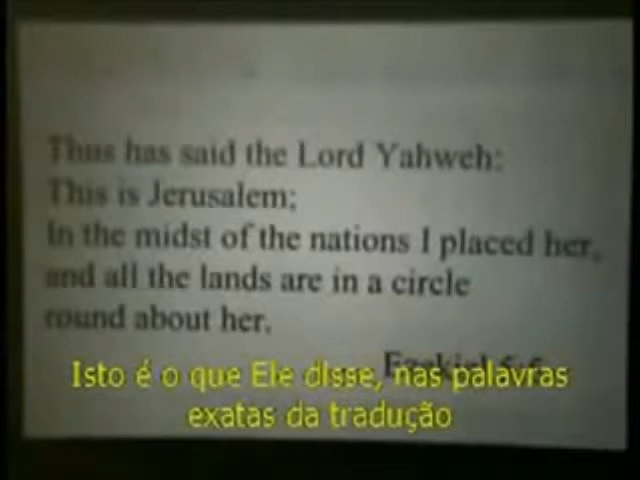 Thus has said the Lord Yahweh:
This is Jerusalem;
In the midst of the nations I placed her,
and all the lands are in a circle
round about her.
Ezekiel
Isto é o que Ele disse, nas palavras
exatas da tradução